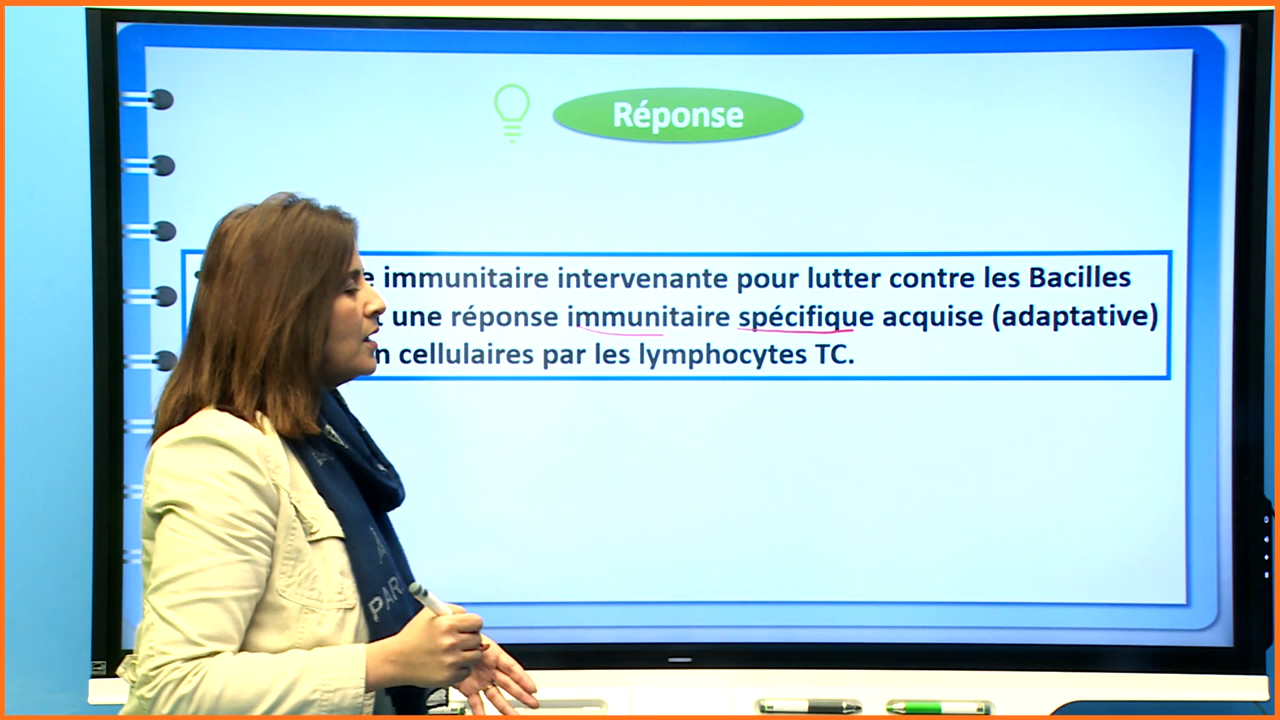 Réponse
immunitaire intervenante pour lutter contre les Bacilles
une réponse immunitaire spécifique acquise (adaptative)
cellulaires par les lymphocytes TC.
PAR